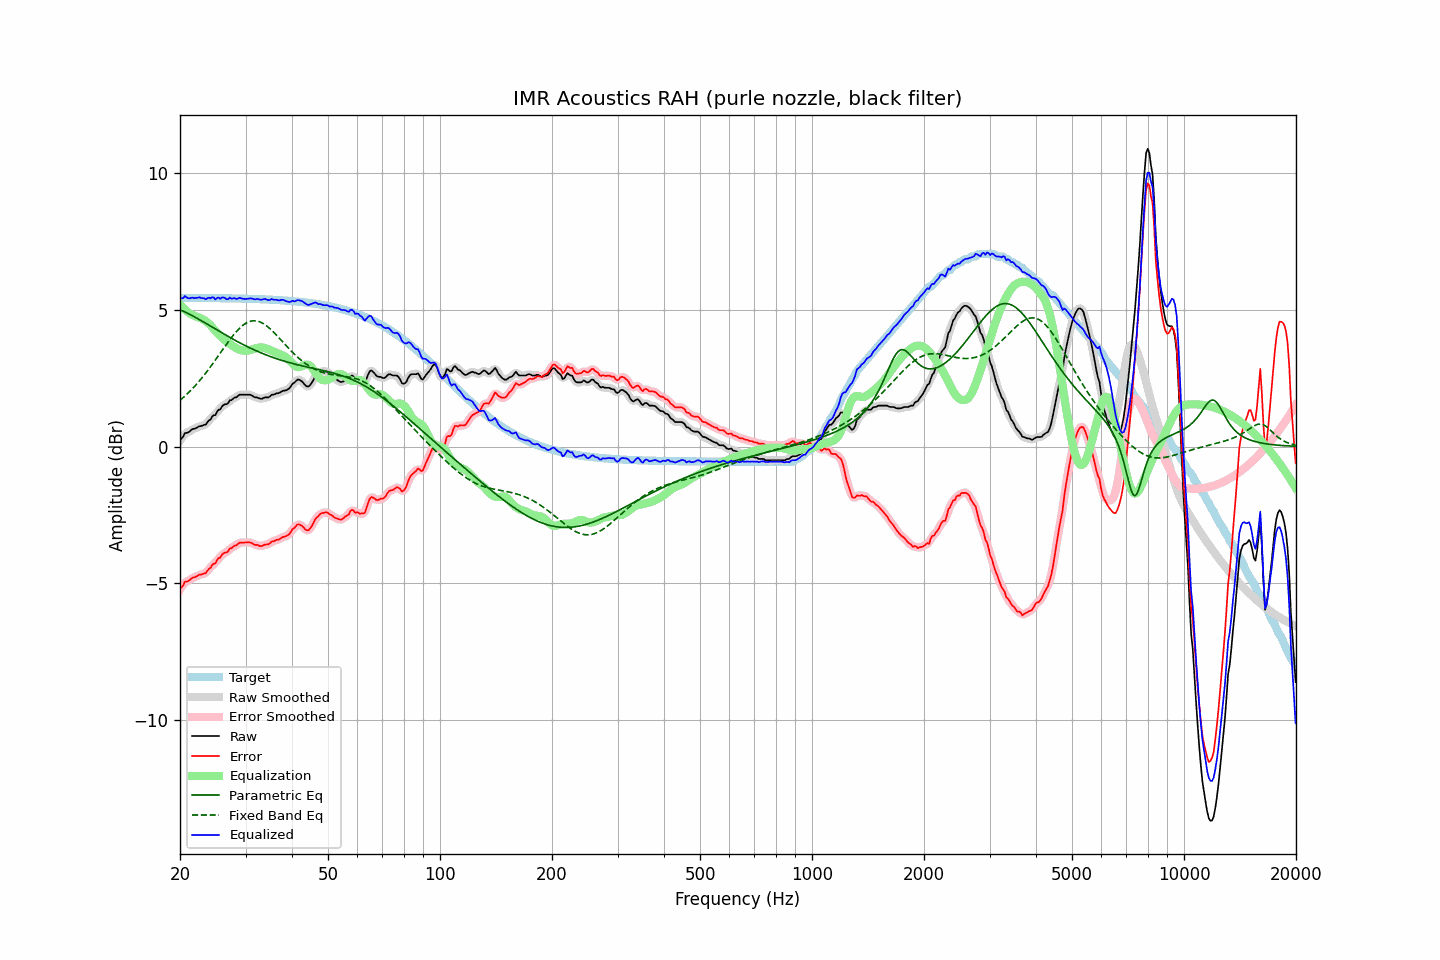 IMR Acoustics RAH (purle nozzle, black filter)
10
5
0
−5
−10
Amplitude (dBr)
Target
Raw Smoothed
Error Smoothed
Raw
Error
Equalization
Parametric Eq
Fixed Band Eq
Equalized
20 50 100 200 500 1000 2000 5000 10000 20000
Frequency (Hz)